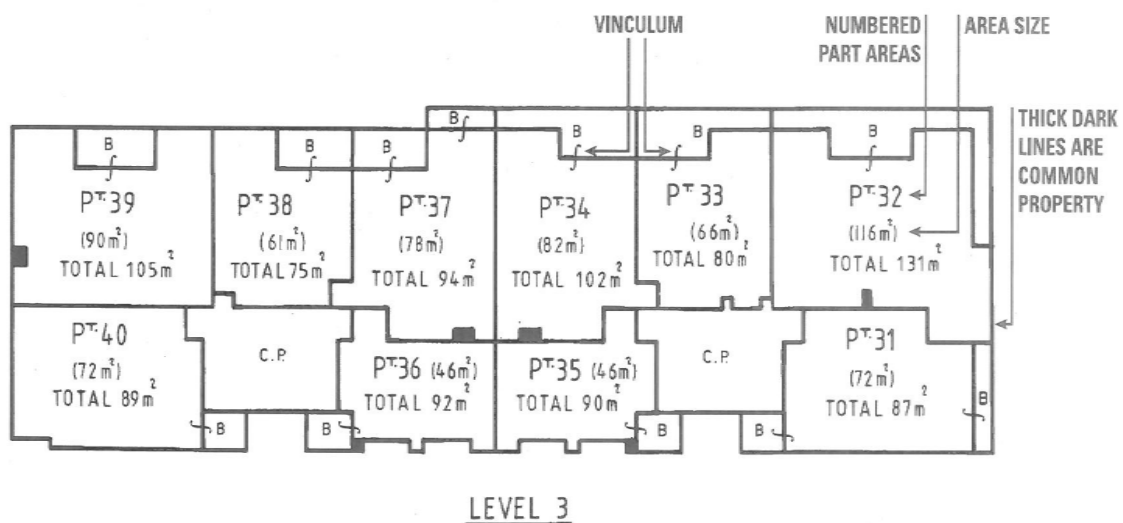 VINCULUM
NUMBERED
PART AREAS
AREA SIZE
THICK DARK
LINES ARE
COMMON
PROPERTY
B
B
B
B
B
B
B
PT.39
(90m²)
TOTAL 105m²
PT.38
(61m²)
TOTAL 75m²
PT.37
(78m²)
TOTAL 94m²
PT.34
(82m²)
TOTAL 102m²
PT.33
(66m²)
TOTAL 80m²
PT.32
(116m²)
TOTAL 131m²
PT.40
(72m²)
TOTAL 89m²
C.P.
PT.36 (46m²)
TOTAL 92m²
PT.35 (46m²)
TOTAL 90m²
C.P.
PT.31
(72m²)
TOTAL 87m²
B
B
B
B
B
LEVEL 3